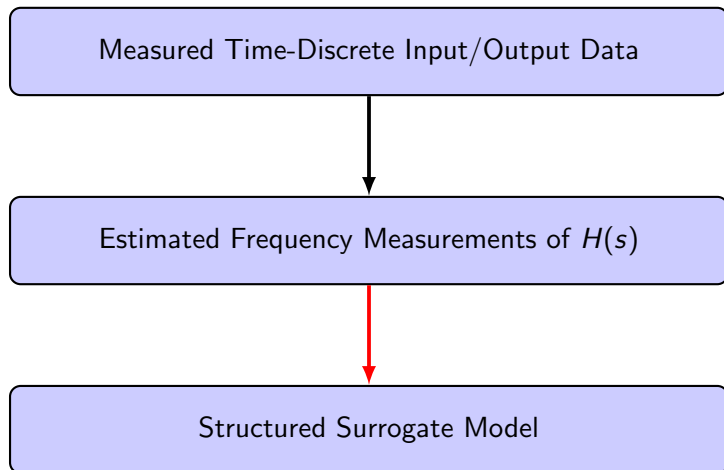 Measured Time-Discrete Input/Output Data
Estimated Frequency Measurements of H(s)
Structured Surrogate Model